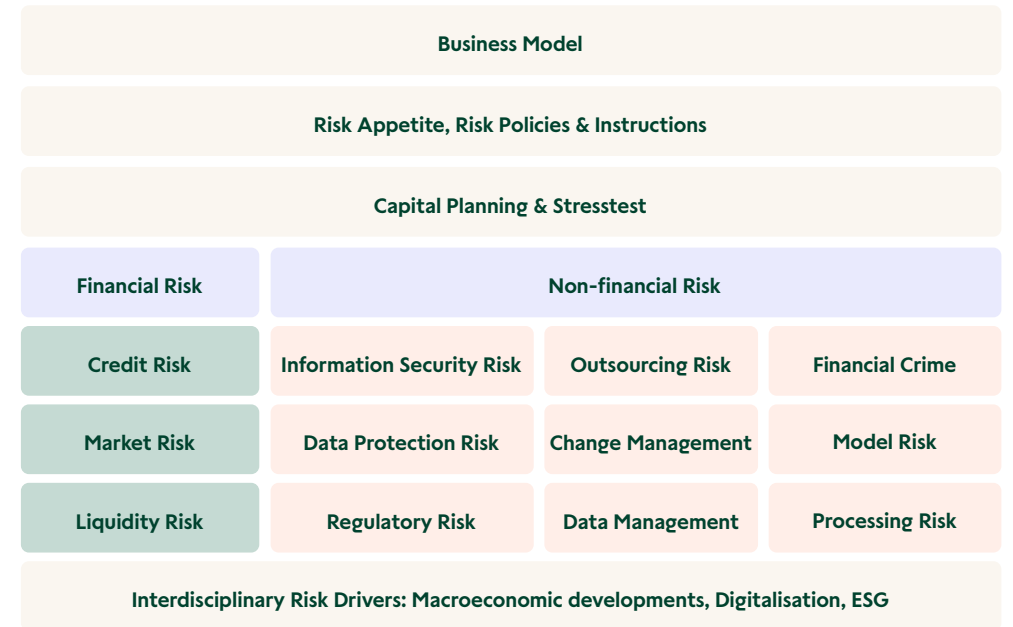 Business Model
Risk Appetite, Risk Policies & Instructions
Capital Planning & Stresstest
Financial Risk
Non-financial Risk
Credit Risk
Information Security Risk
Outsourcing Risk
Financial Crime
Market Risk
Data Protection Risk
Change Management
Model Risk
Liquidity Risk
Regulatory Risk
Data Management
Processing Risk
Interdisciplinary Risk Drivers: Macroeconomic developments, Digitalisation, ESG